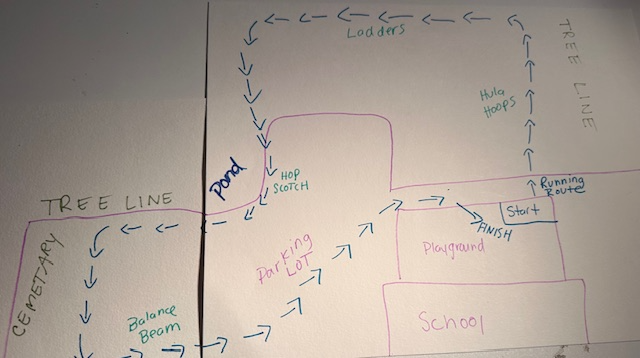 Ladders
TREE LINE
Hula
Hoops
Pond
HOP
SCOTCH
Running
Route
Start
FINISH
TREE LINE
CEMETARY
Parking
LOT
Playground
Balance
Beam
School